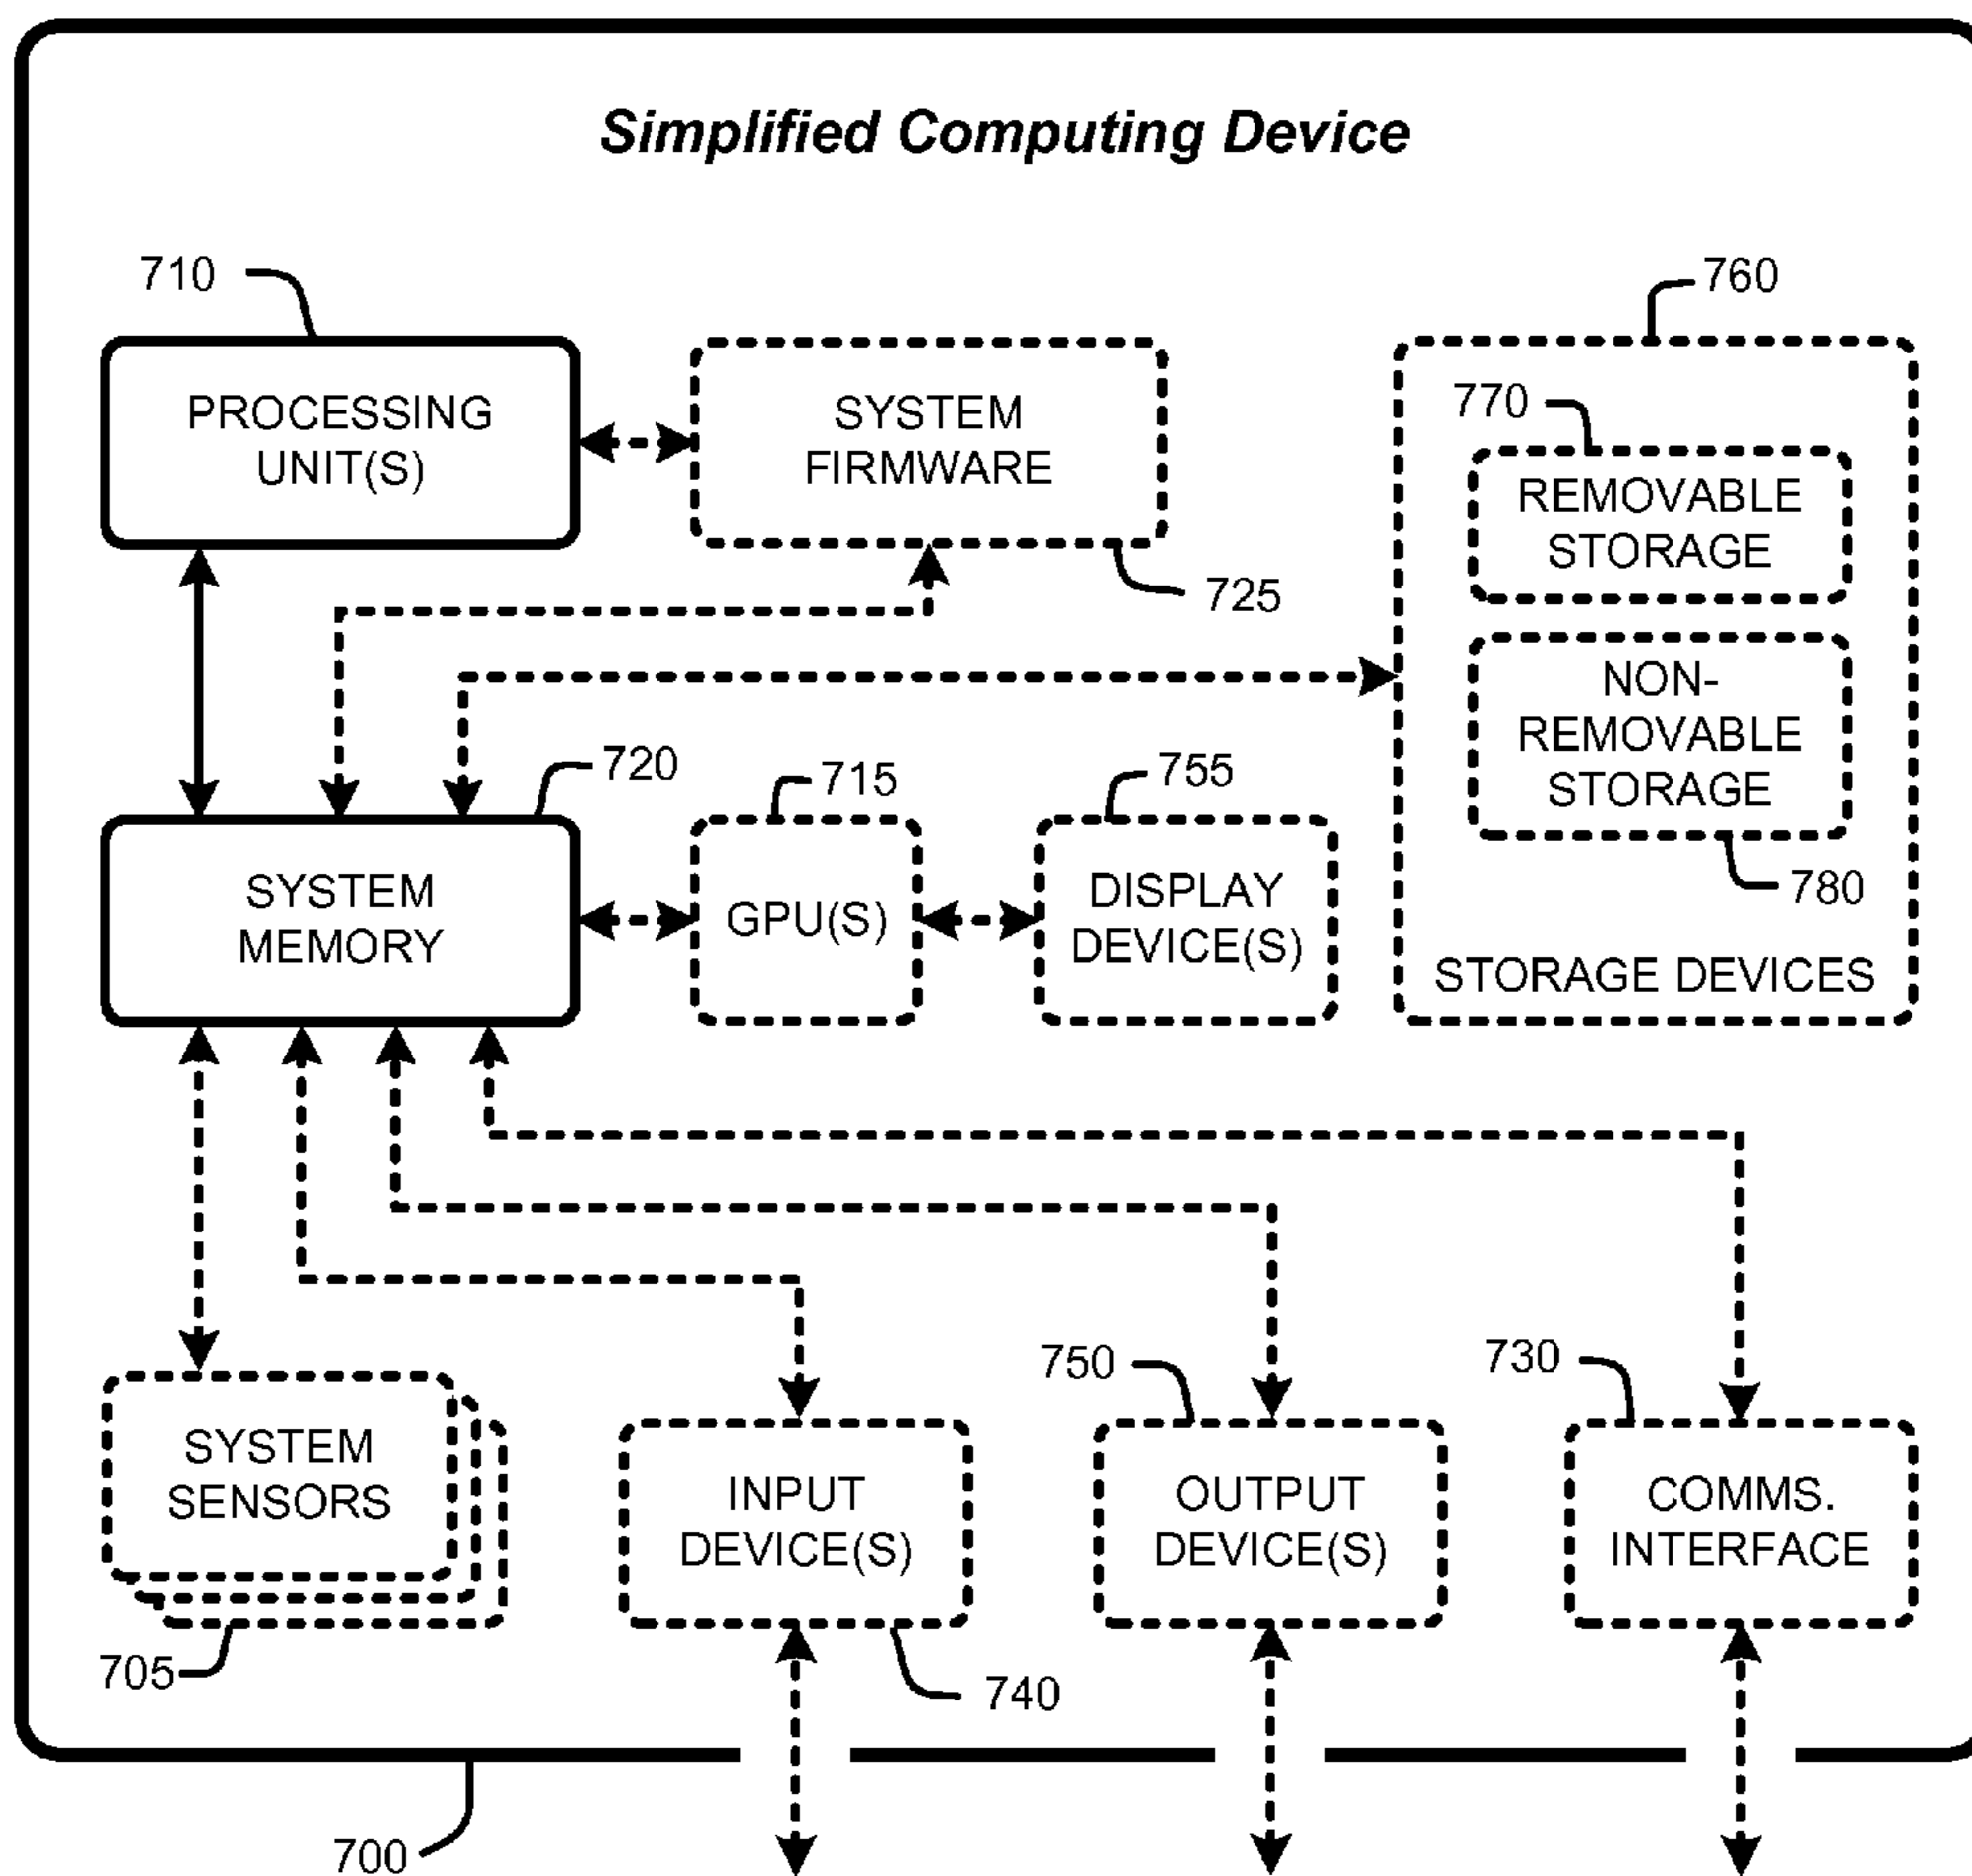 Simplified Computing Device
710
760
PROCESSING
UNIT(S)
SYSTEM
FIRMWARE
770
REMOVABLE
STORAGE
725
NON-
REMOVABLE
STORAGE
720
715
755
780
SYSTEM
MEMORY
GPU(S)
DISPLAY
DEVICE(S)
STORAGE DEVICES
750
730
SYSTEM
SENSORS
INPUT
DEVICE(S)
OUTPUT
DEVICE(S)
COMMS.
INTERFACE
705
740
700